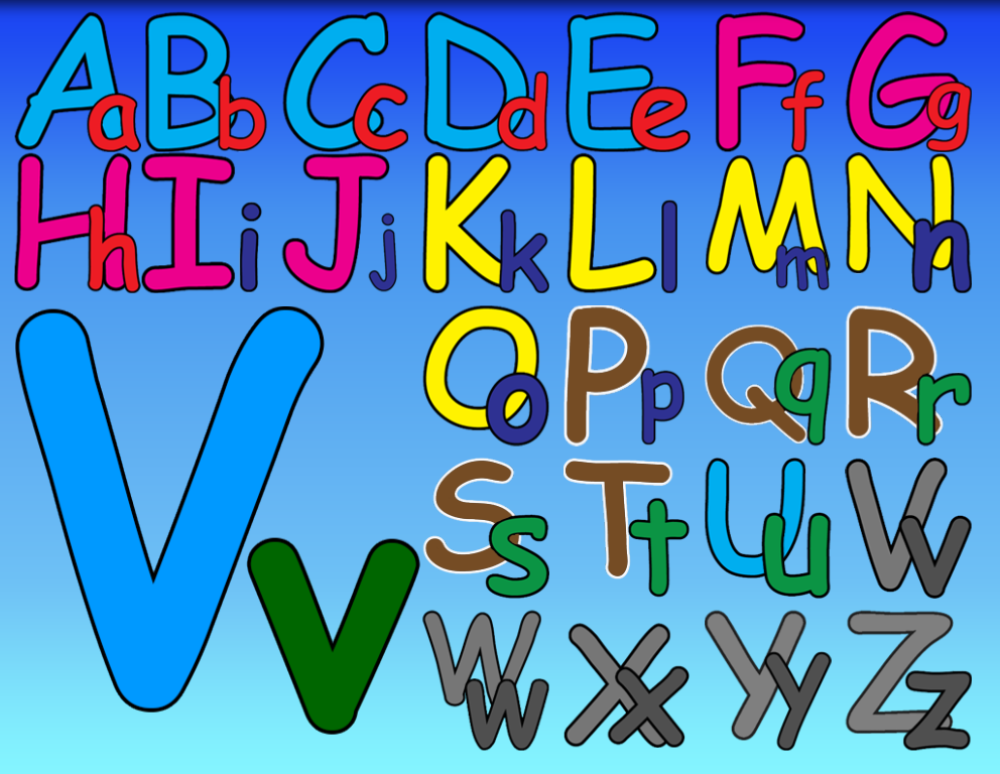 Aa Bb Cc Dd Ee Ff Gg
Hh Ii Jj Kk Ll Mm Nn
Vv
Oo Pp Qq Rr
Ss Tt Uu Vv
Ww Xx Yy Zz